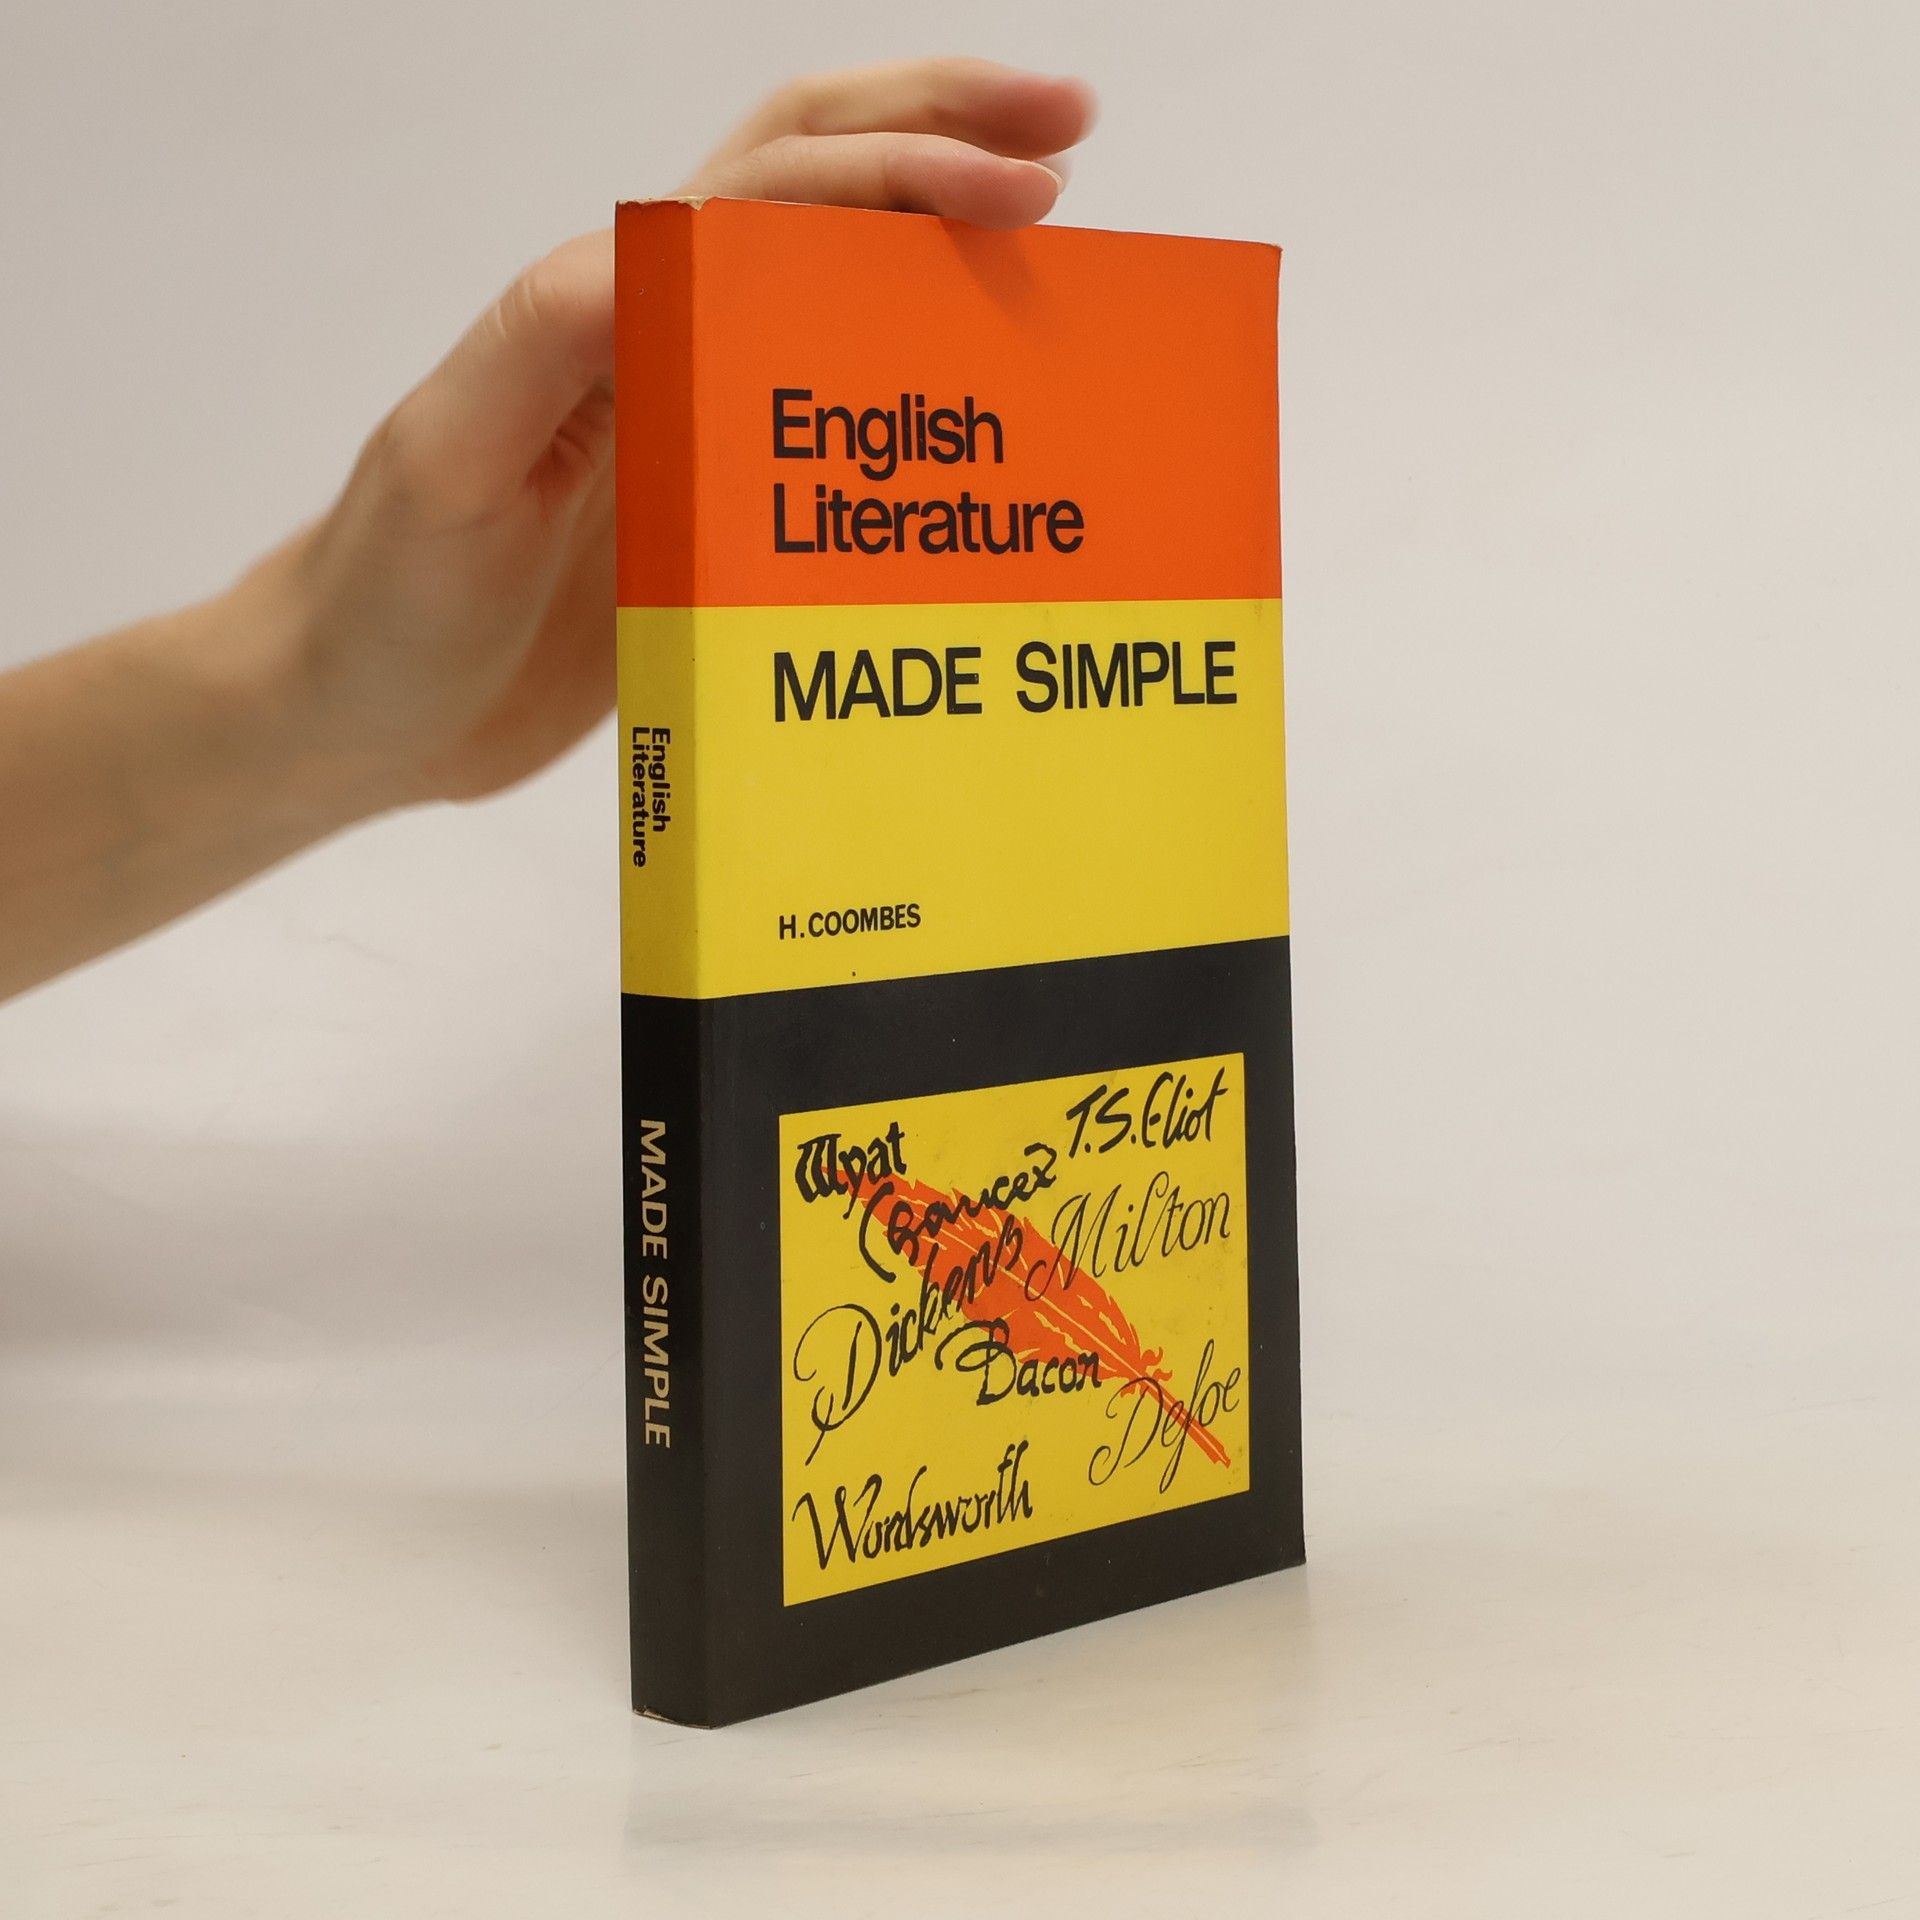 English
Literature
MADE SIMPLE
H. COOMBES
Wyat
T.S. Eliot
Chaucer
Milton
Dickens
Bacon
Defoe
Wordsworth
English
Literature
MADE SIMPLE